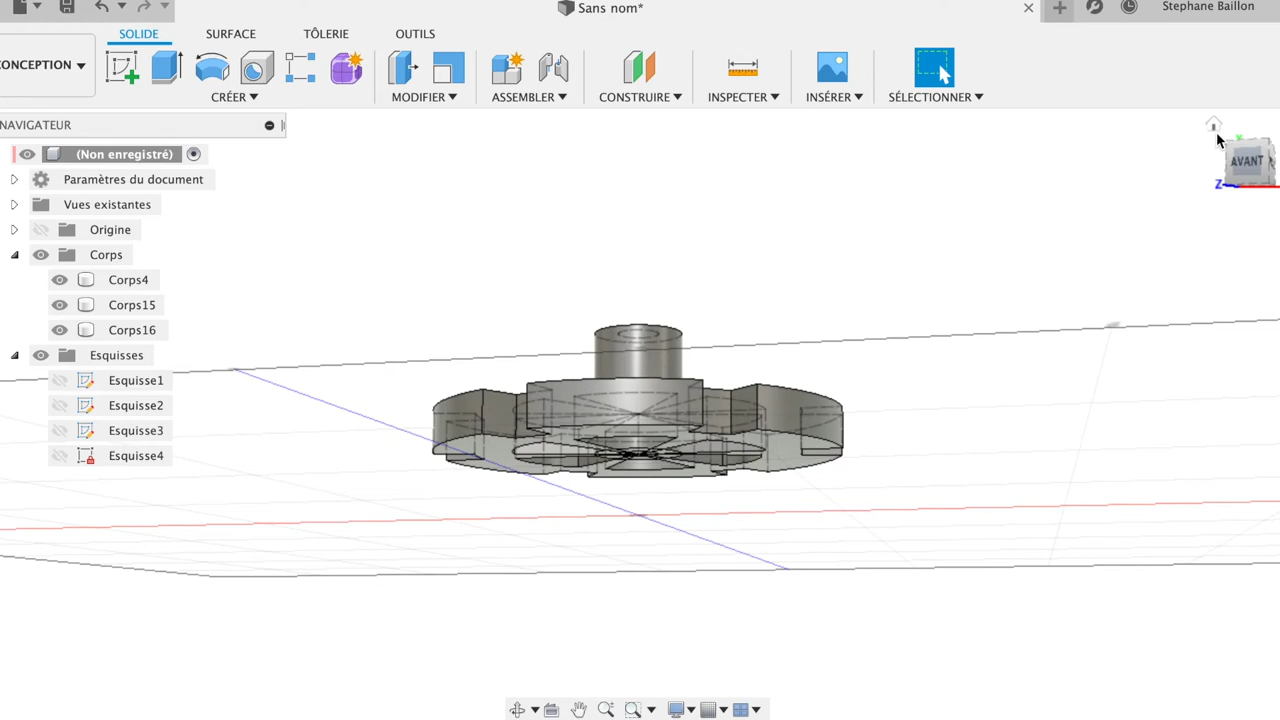 Sans nom*
Stephane Baillon
SOLIDE SURFACE TÔLERIE OUTILS
CONCEPTION
CRÉER MODIFIER ASSEMBLER CONSTRUIRE INSPECTER INSÉRER SÉLECTIONNER
NAVIGATEUR
(Non enregistré)
Paramètres du document
Vues existantes
Origine
Corps
Corps4
Corps15
Corps16
Esquisses
Esquisse1
Esquisse2
Esquisse3
Esquisse4
Y
AVANT
Z